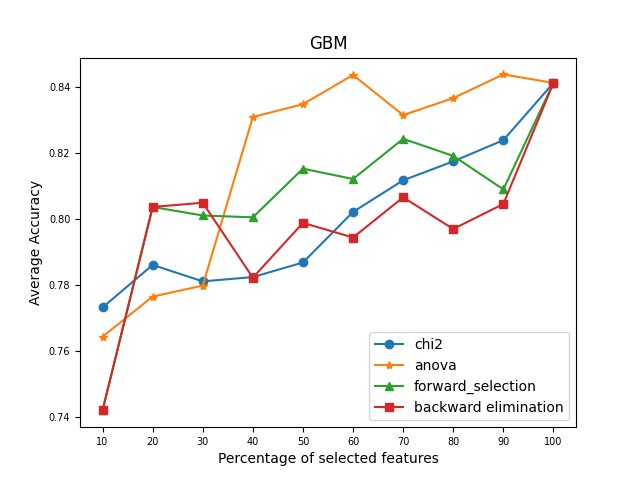 GBM
Average Accuracy
0.84
0.82
0.80
0.78
0.76
0.74
chi2
anova
forward_selection
backward elimination
10 20 30 40 50 60 70 80 90 100
Percentage of selected features